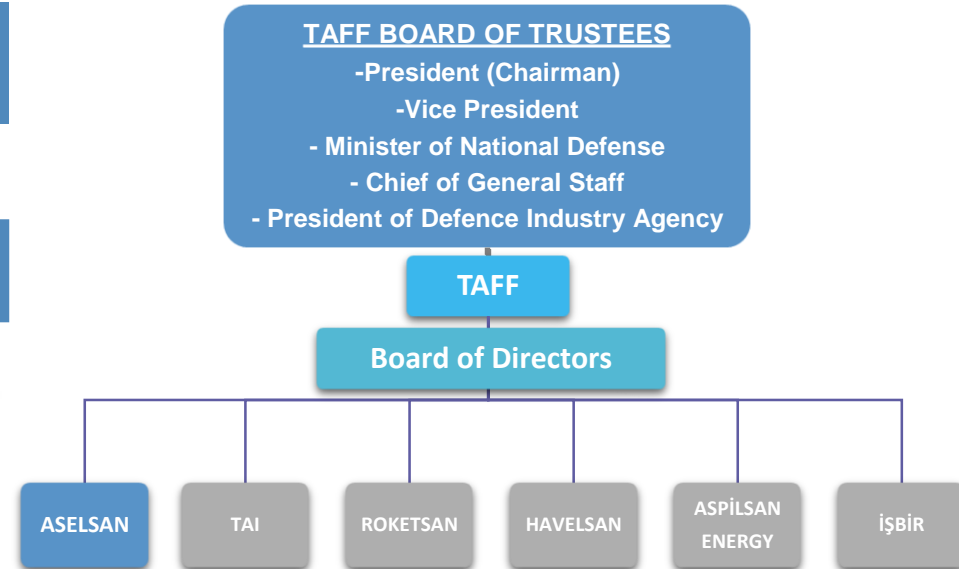 TAFF BOARD OF TRUSTEES
-President (Chairman)
-Vice President
- Minister of National Defense
- Chief of General Staff
- President of Defence Industry Agency
TAFF
Board of Directors
ASELSAN
TAI
ROKETSAN
HAVELSAN
ASPİLSAN
ENERGY
İŞBİR